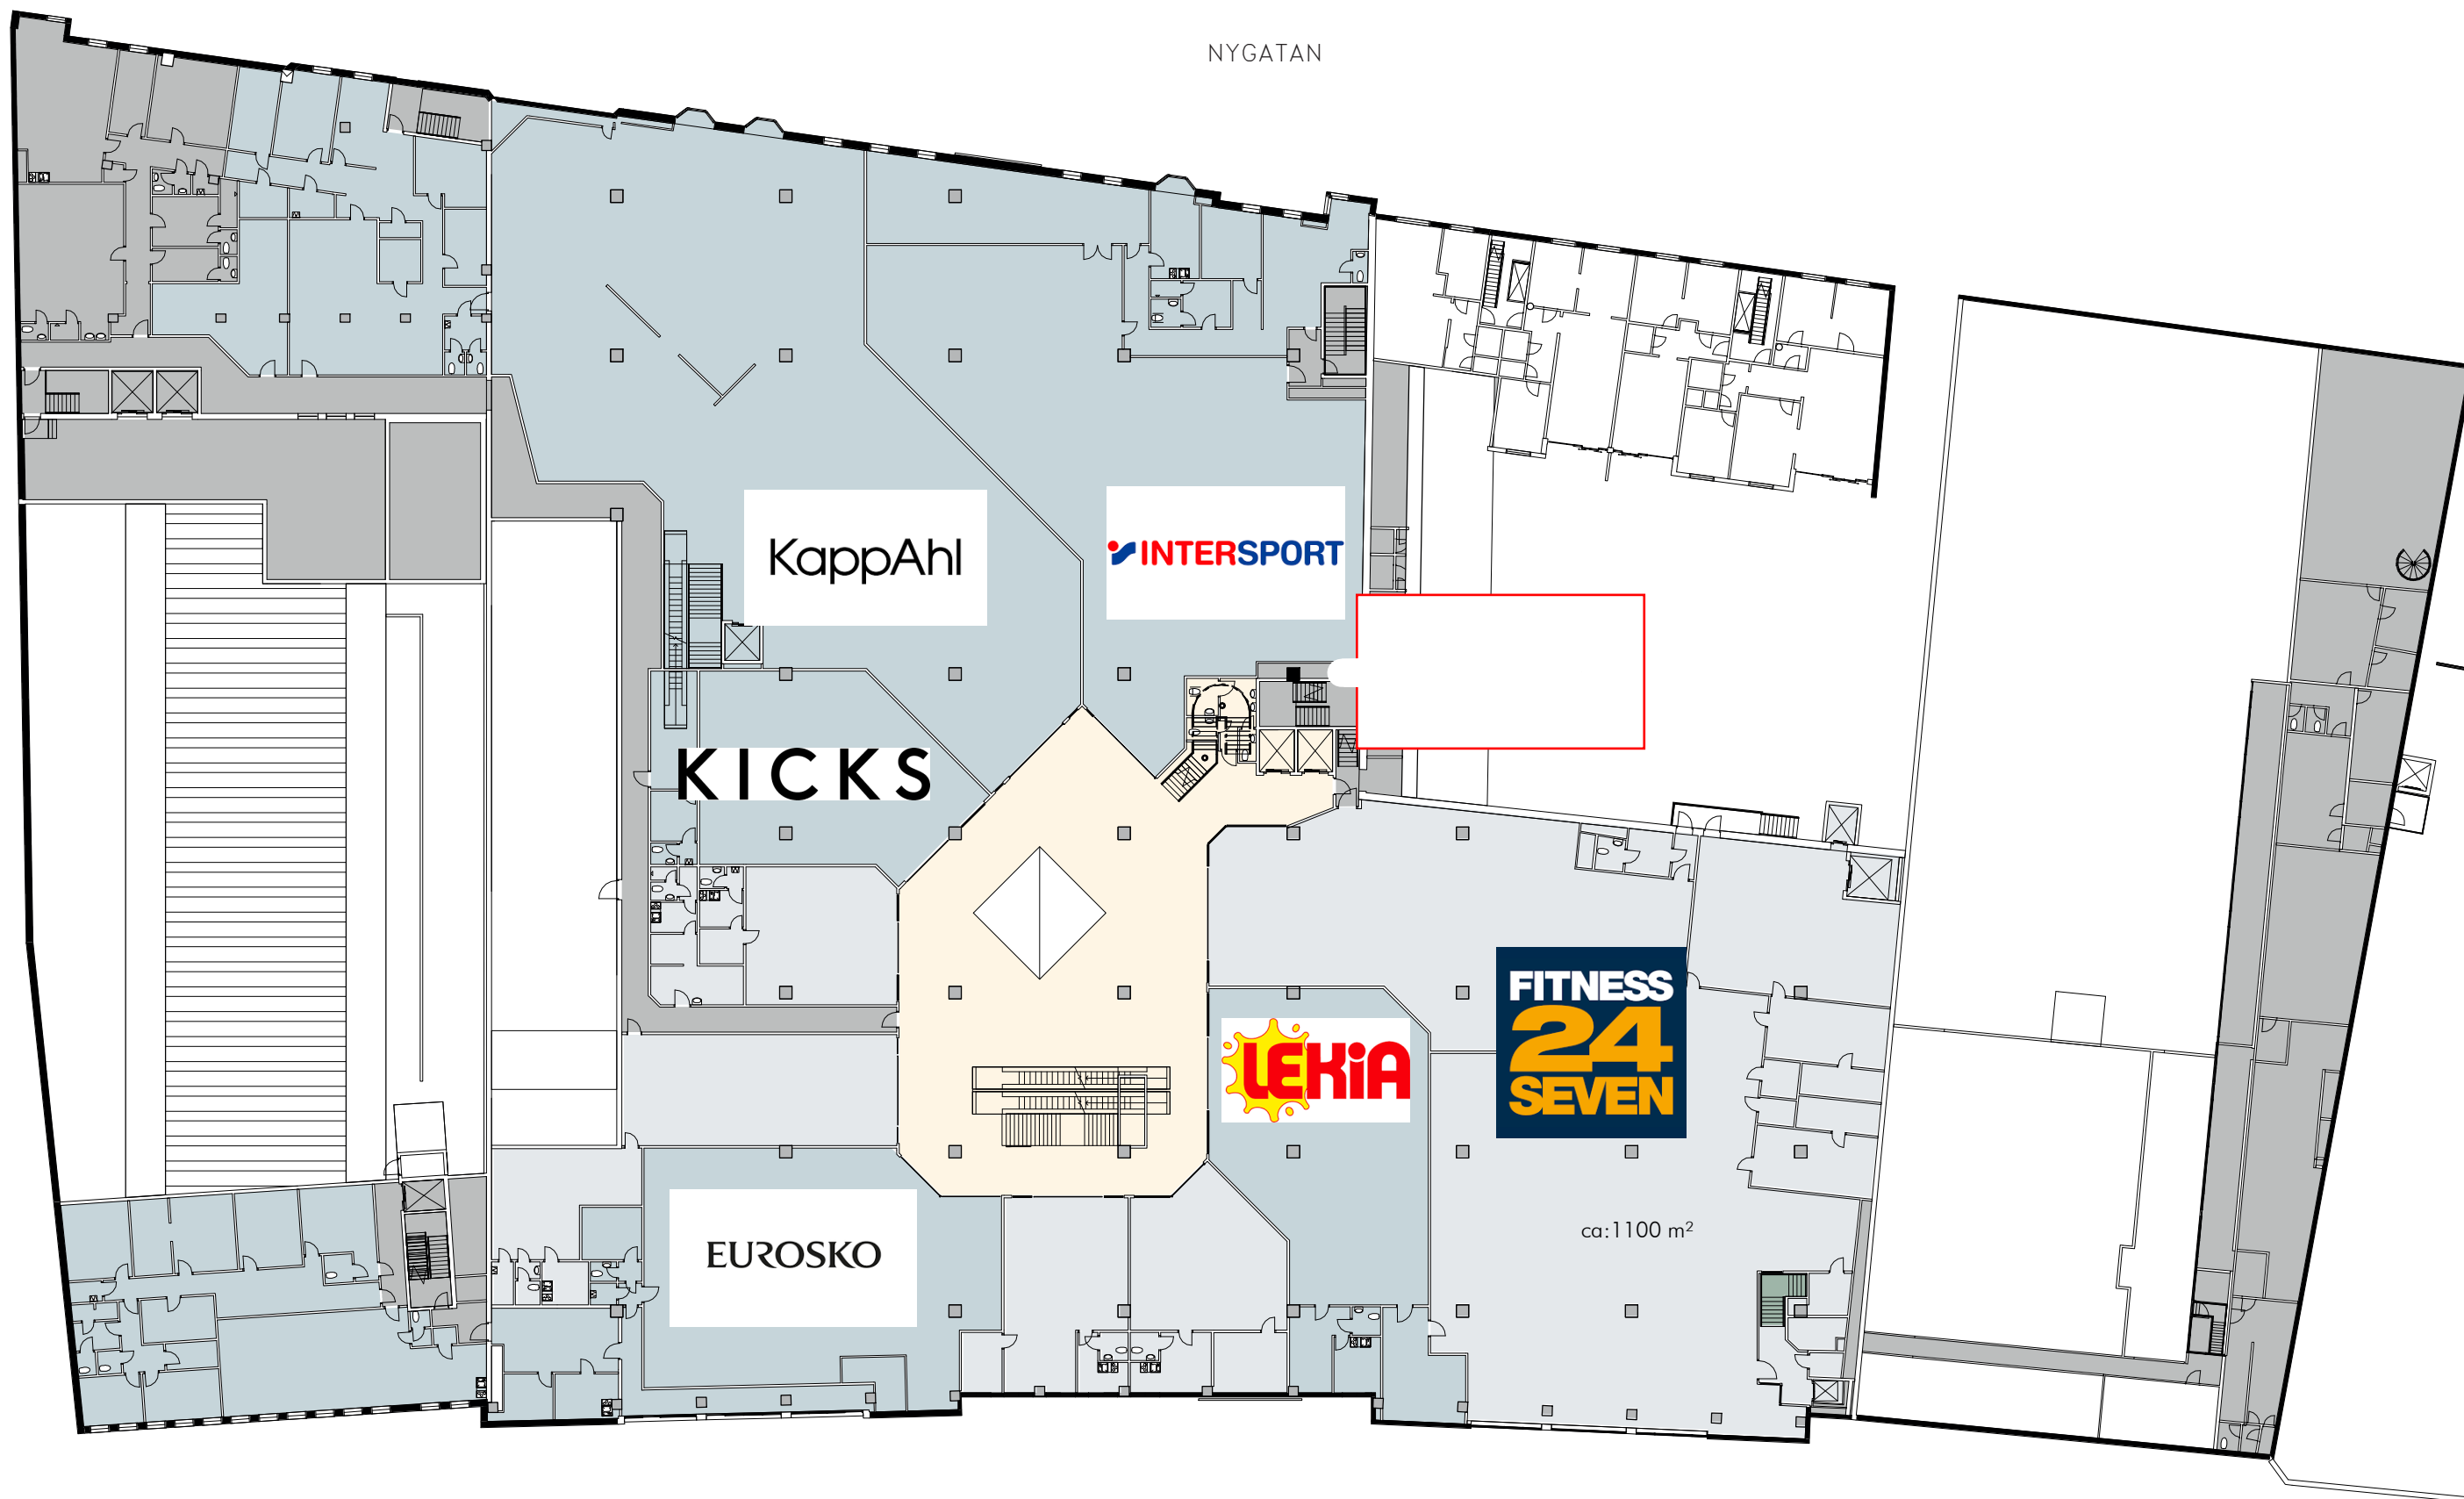 NYGATAN
KappAhl
INTERSPORT
KICKS
FITNESS
24
SEVEN
LEKiA
ca:1100 m²
EUROSKO